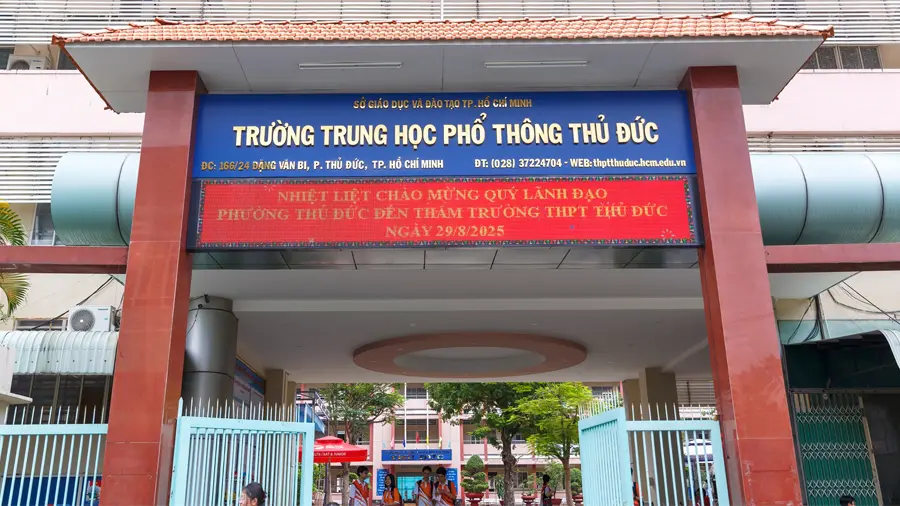 SỞ GIÁO DỤC VÀ ĐÀO TẠO TP. HỒ CHÍ MINH
TRƯỜNG TRUNG HỌC PHỔ THÔNG THỦ ĐỨC
ĐC: 166/24 ĐẶNG VĂN BI, P. THỦ ĐỨC, TP. HỒ CHÍ MINH ĐT: (028) 37224704 - WEB: thptthuduc.hcm.edu.vn
NHIỆT LIỆT CHÀO MỪNG QUÝ LÃNH ĐẠO
PHƯỜNG THỦ ĐỨC ĐẾN THĂM TRƯỜNG THPT THỦ ĐỨC
NGÀY 29/8/2025